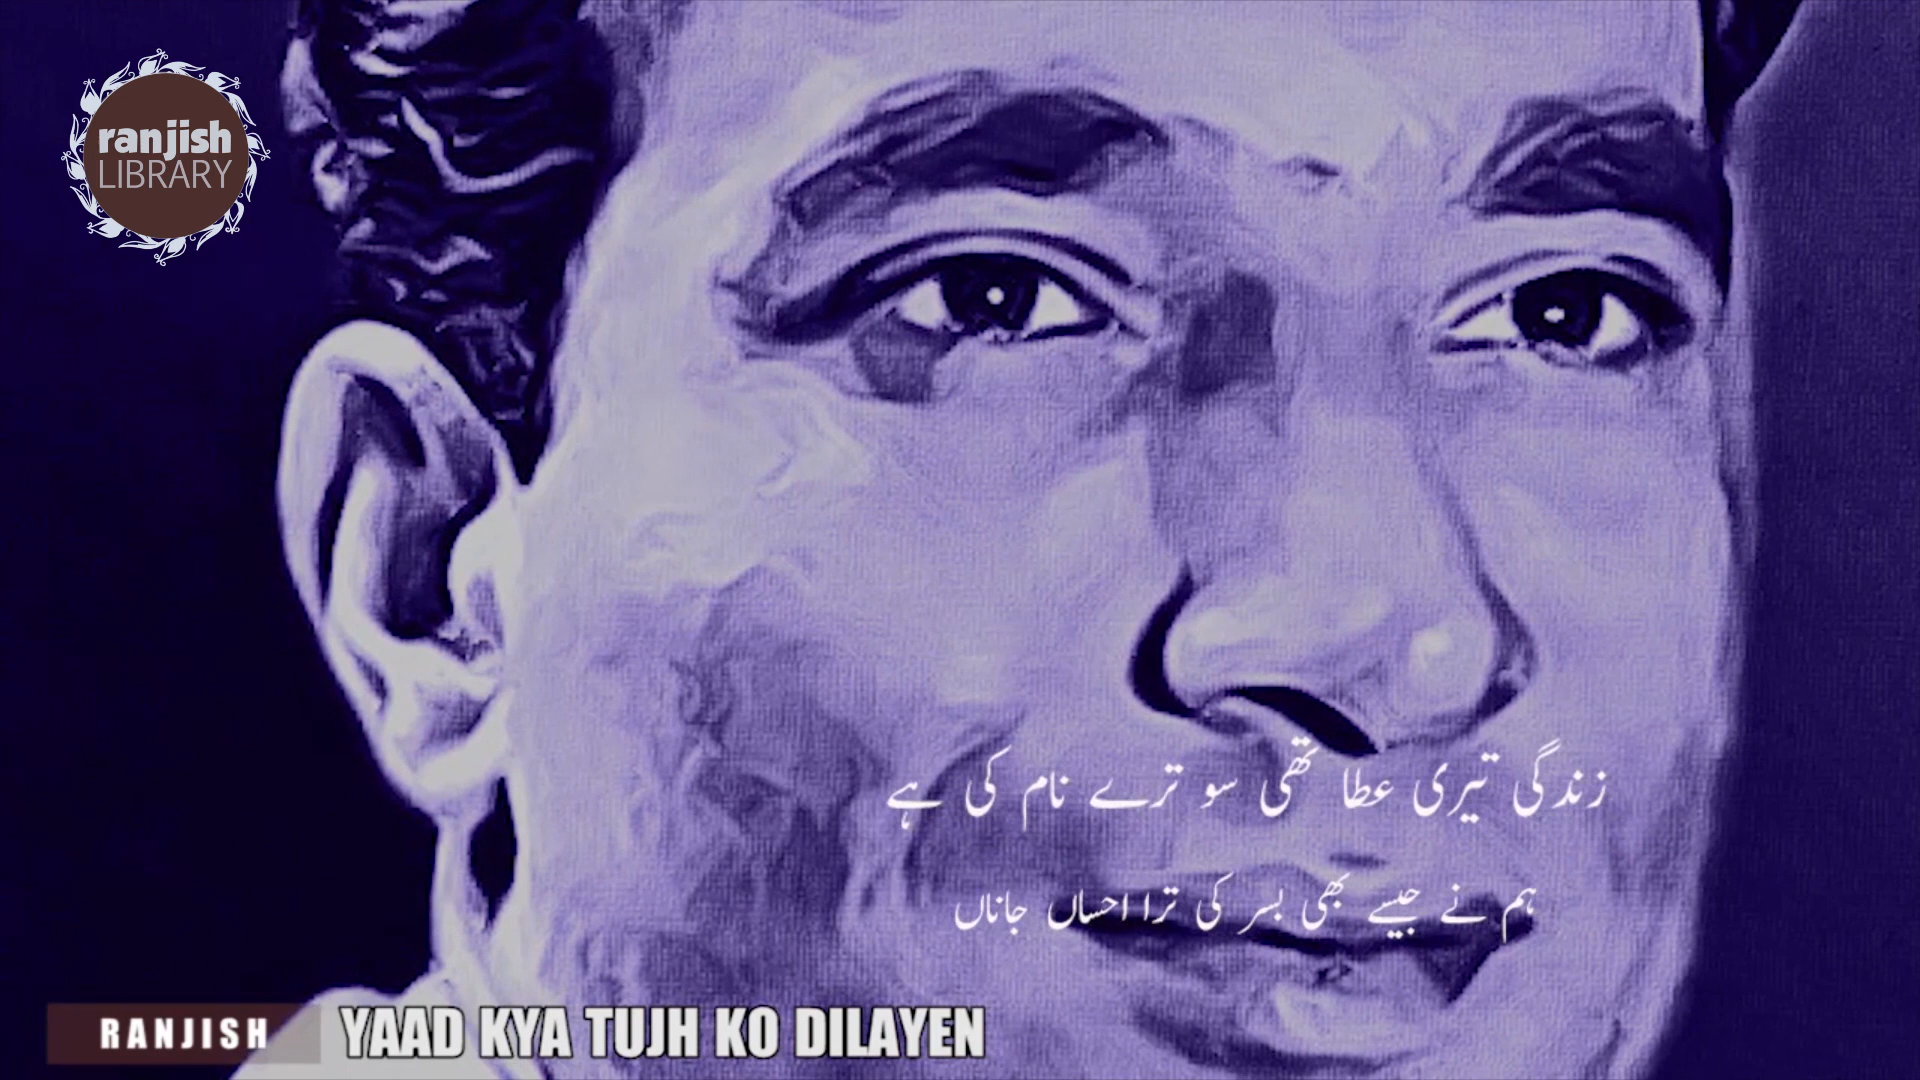 ranjish
LIBRARY
زندگی تیری عطا تھی سو ترے نام کی ہے
ہم نے جیسے بھی بسر کی ترا احساں جاناں
RANJISH
YAAD KYA TUJH KO DILAYEN